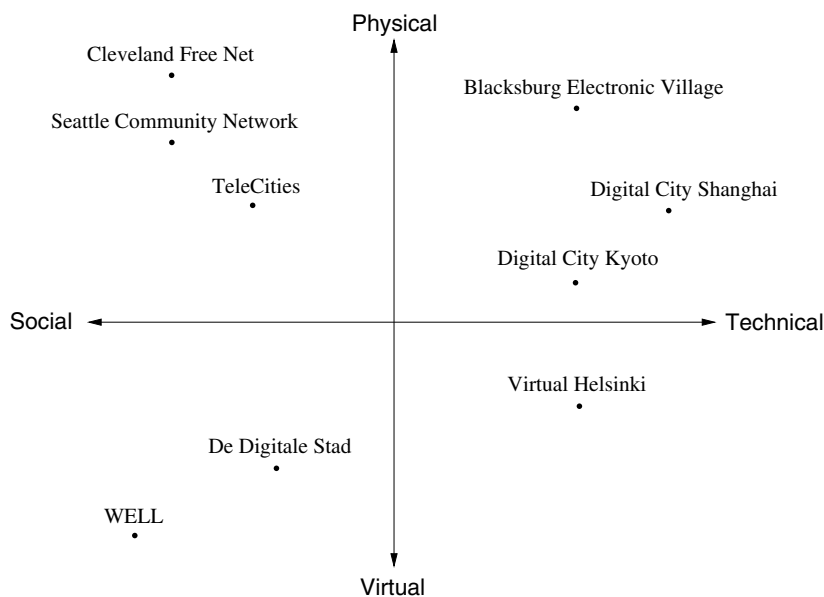 Physical
Cleveland Free Net
Blacksburg Electronic Village
Seattle Community Network
TeleCities
Digital City Shanghai
Digital City Kyoto
Social
Technical
Virtual Helsinki
De Digitale Stad
WELL
Virtual